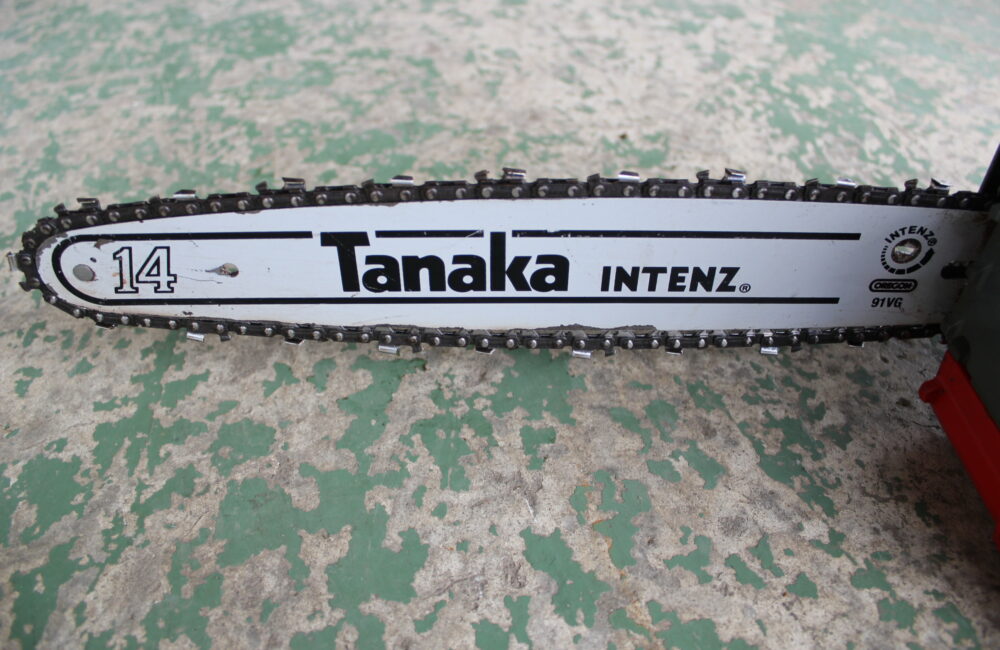 14
Tanaka INTENZ®
INTENZ®
OREGON
91VG